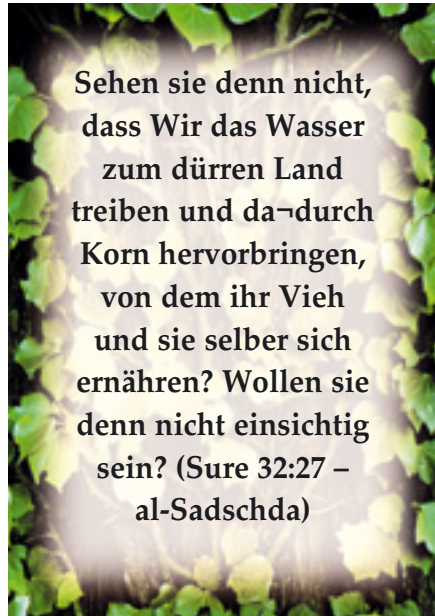 Sehen sie denn nicht,
dass Wir das Wasser
zum dürren Land
treiben und da¬durch
Korn hervorbringen,
von dem ihr Vieh
und sie selber sich
ernähren? Wollen sie
denn nicht einsichtig
sein? (Sure 32:27 –
al-Sadschda)